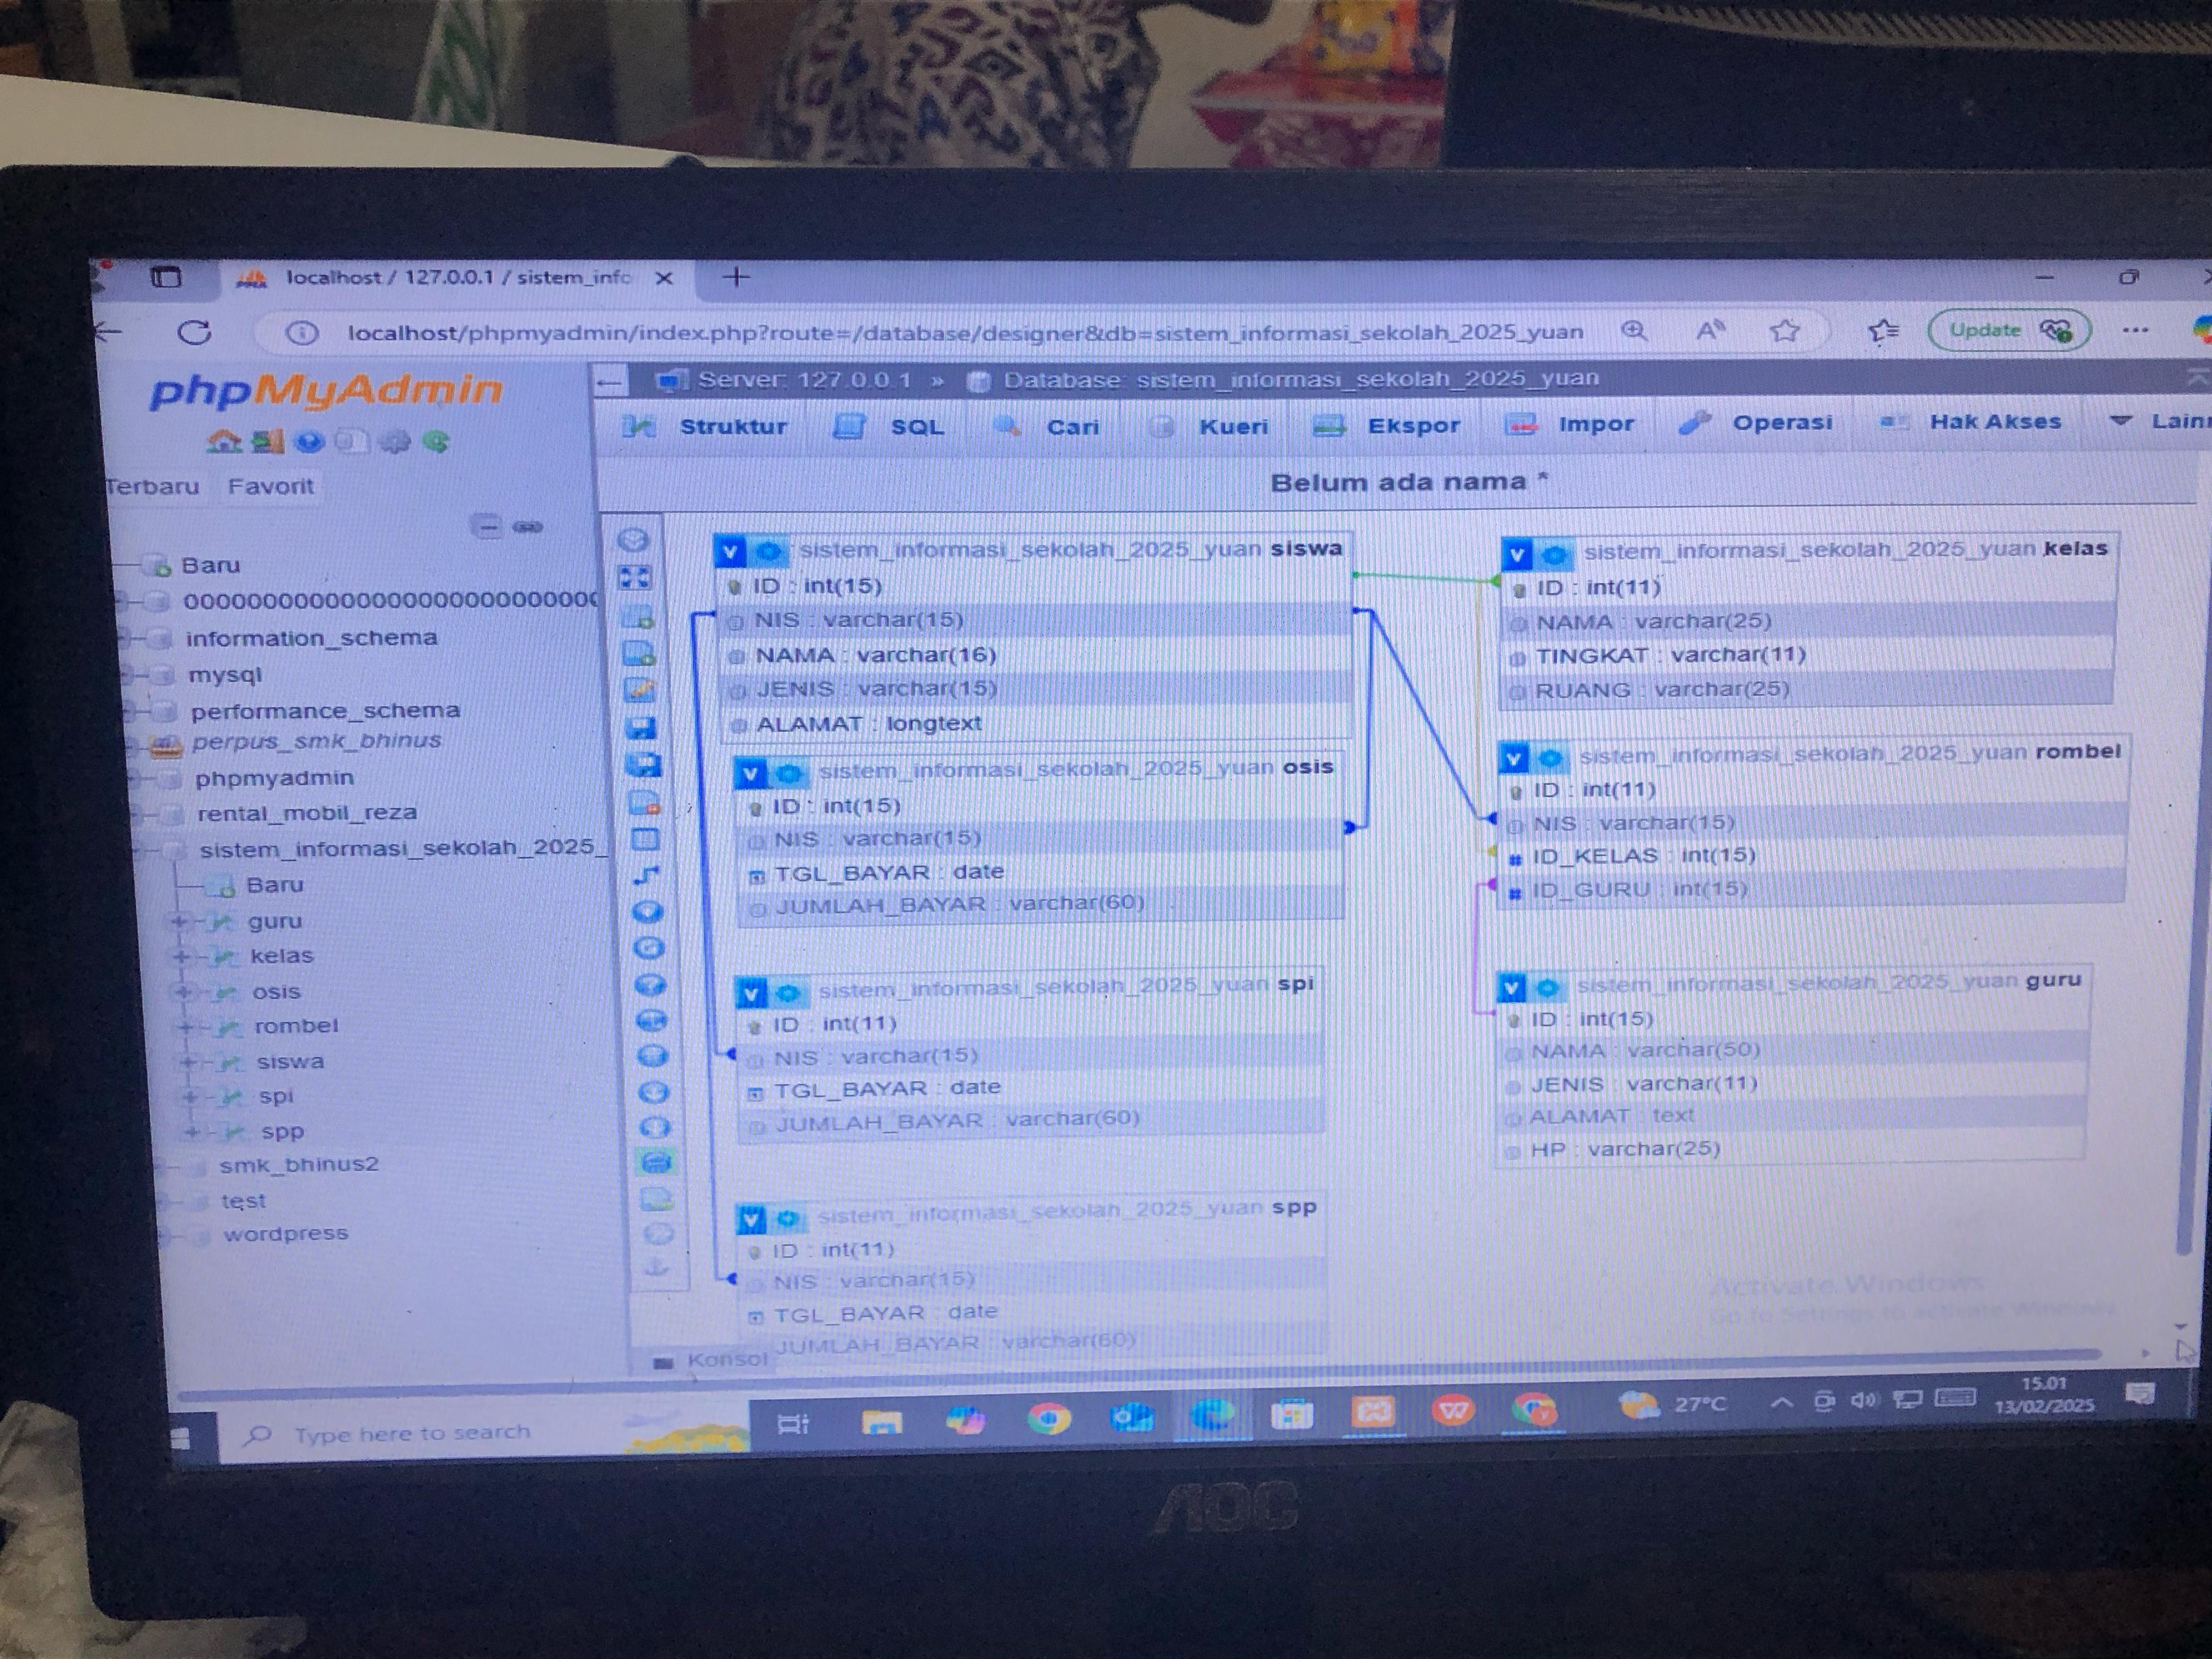 localhost / 127.0.0.1 / sistem_info
localhost/phpmyadmin/index.php?route=/database/designer&db=sistem_informasi_sekolah_2025_yuan
Update
phpMyAdmin
Terbaru Favorit
Baru
information_schema
mysql
performance_schema
perpus_smk_bhinus
phpmyadmin
rental_mobil_reza
sistem_informasi_sekolah_2025_
Baru
guru
kelas
osis
rombel
siswa
spi
spp
smk_bhinus2
test
wordpress
Server: 127.0.0.1 » Database: sistem_informasi_sekolah_2025_yuan
Struktur SQL Cari Kueri Ekspor Impor Operasi Hak Akses Lainn
Belum ada nama *
sistem_informasi_sekolah_2025_yuan siswa
ID : int(15)
NIS : varchar(15)
NAMA : varchar(16)
JENIS : varchar(15)
ALAMAT : longtext
sistem_informasi_sekolah_2025_yuan osis
ID : int(15)
NIS : varchar(15)
TGL_BAYAR : date
JUMLAH_BAYAR : varchar(60)
sistem_informasi_sekolah_2025_yuan spi
ID : int(11)
NIS : varchar(15)
TGL_BAYAR : date
JUMLAH_BAYAR : varchar(60)
sistem_informasi_sekolah_2025_yuan spp
ID : int(11)
NIS : varchar(15)
TGL_BAYAR : date
JUMLAH_BAYAR : varchar(60)
sistem_informasi_sekolah_2025_yuan kelas
ID : int(11)
NAMA : varchar(25)
TINGKAT : varchar(11)
RUANG : varchar(25)
sistem_informasi_sekolah_2025_yuan rombel
ID : int(11)
NIS : varchar(15)
ID_KELAS : int(15)
ID_GURU : int(15)
sistem_informasi_sekolah_2025_yuan guru
ID : int(15)
NAMA : varchar(50)
JENIS : varchar(11)
ALAMAT : text
HP : varchar(25)
Activate Windows
Go to Settings to activate Windows.
Konsol
Type here to search
27°C
15.01
13/02/2025
AOC